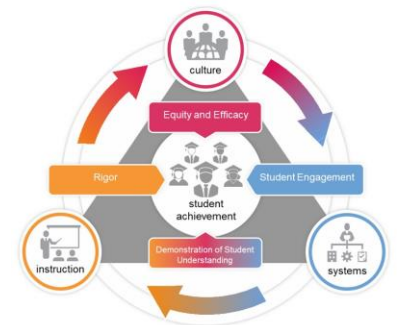 culture
Equity and Efficacy
Rigor
Student Engagement
student
achievement
Demonstration of Student
Understanding
instruction
systems